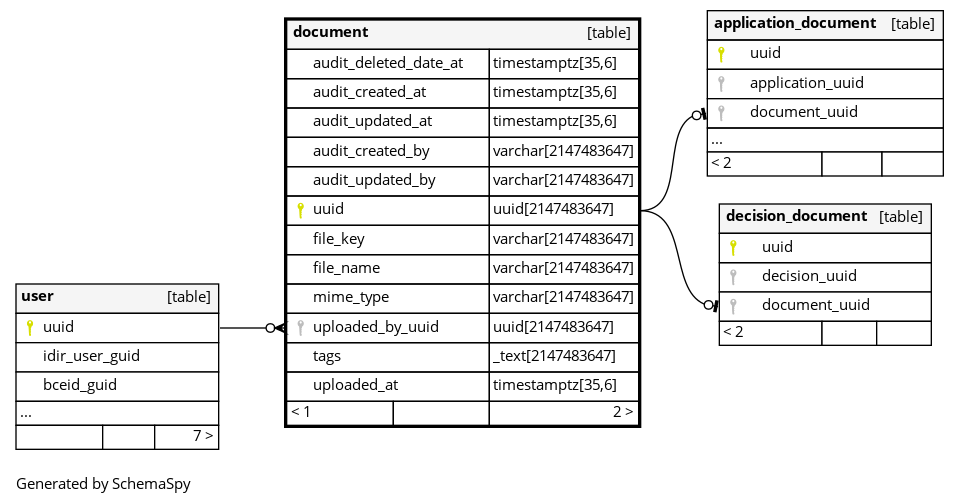 document [table]
audit_deleted_date_at timestamptz[35,6]
audit_created_at timestamptz[35,6]
audit_updated_at timestamptz[35,6]
audit_created_by varchar[2147483647]
audit_updated_by varchar[2147483647]
uuid uuid[2147483647]
file_key varchar[2147483647]
file_name varchar[2147483647]
mime_type varchar[2147483647]
uploaded_by_uuid uuid[2147483647]
tags _text[2147483647]
uploaded_at timestamptz[35,6]
< 1 2 >
application_document [table]
uuid
application_uuid
document_uuid
...
< 2
decision_document [table]
uuid
decision_uuid
document_uuid
< 2
user [table]
uuid
idir_user_guid
bceid_guid
...
7 >
Generated by SchemaSpy